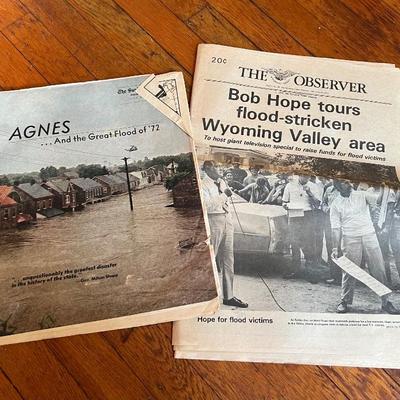 The Su
AGNES
...And the Great Flood of '72
"...unquestionably the greatest disaster
in the history of the state."
Gov. Milton Shapp
20¢
THE OBSERVER
Bob Hope tours
flood-stricken
Wyoming Valley area
To host giant television special to raise funds for flood victims
Hope for flood victims